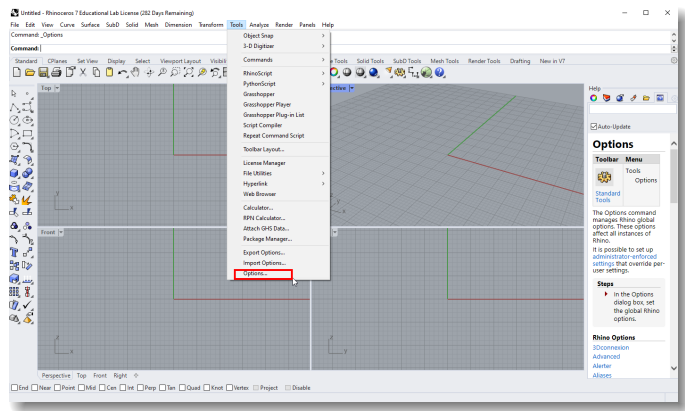 Untitled - Rhinoceros 7 Educational Lab License (282 Days Remaining)
File Edit View Curve Surface SubD Solid Mesh Dimension Transform Tools Analyze Render Panels Help
Command: _Options
Command:
Standard CPlanes Set View Display Select Viewport Layout Visibili
e Tools Solid Tools SubD Tools Mesh Tools Render Tools Drafting New in V7
Object Snap
3-D Digitizer
Commands
RhinoScript
PythonScript
Grasshopper
Grasshopper Player
Grasshopper Plug-in List
Script Compiler
Repeat Command Script
Toolbar Layout...
License Manager
File Utilities
Hyperlink
Web Browser
Calculator...
RPN Calculator...
Attach GHS Data...
Package Manager...
Export Options...
Import Options...
Options...
Top
ective
Front
y
x
y
x
y
x
y
Help
Auto-Update
Options
Toolbar Menu
Tools
Options
Standard
Tools
The Options command
manages Rhino global
options. These options
affect all instances of
Rhino.
It is possible to set up
administrator-enforced
settings that override per-
user settings.
Steps
In the Options
dialog box, set
the global Rhino
options.
Rhino Options
3Dconnexion
Advanced
Alerter
Aliases
Perspective Top Front Right
End Near Point Mid Cen Int Perp Tan Quad Knot Vertex Project Disable